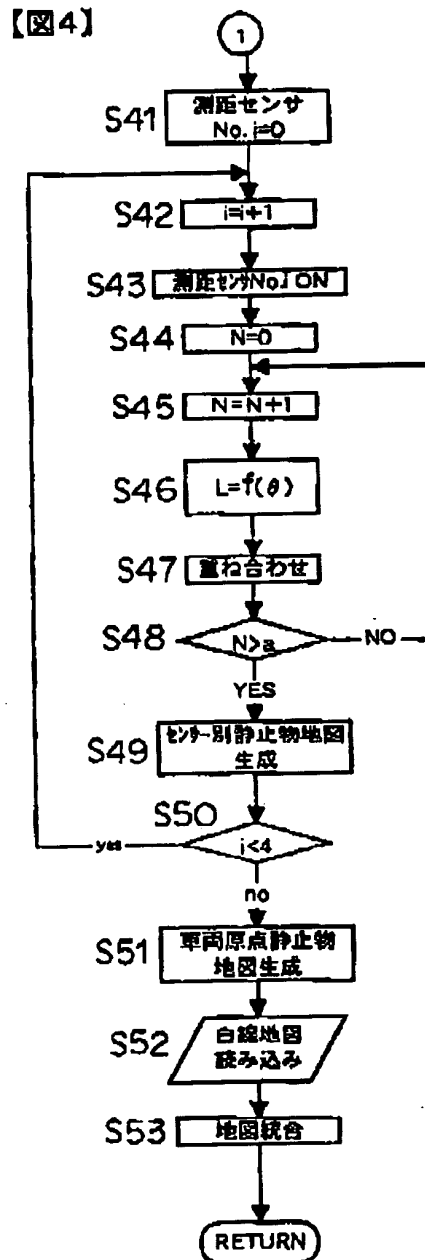 【図4】
1
S41
測距センサ
No. i=0
S42
i=i+1
S43
測距センサNo.i ON
S44
N=0
S45
N=N+1
S46
L=f(θ)
S47
重ね合わせ
S48
N>a
NO
YES
S49
センサー別静止物地図
生成
S50
i<4
yes
no
S51
車両原点静止物
地図生成
S52
白線地図
読み込み
S53
地図統合
RETURN